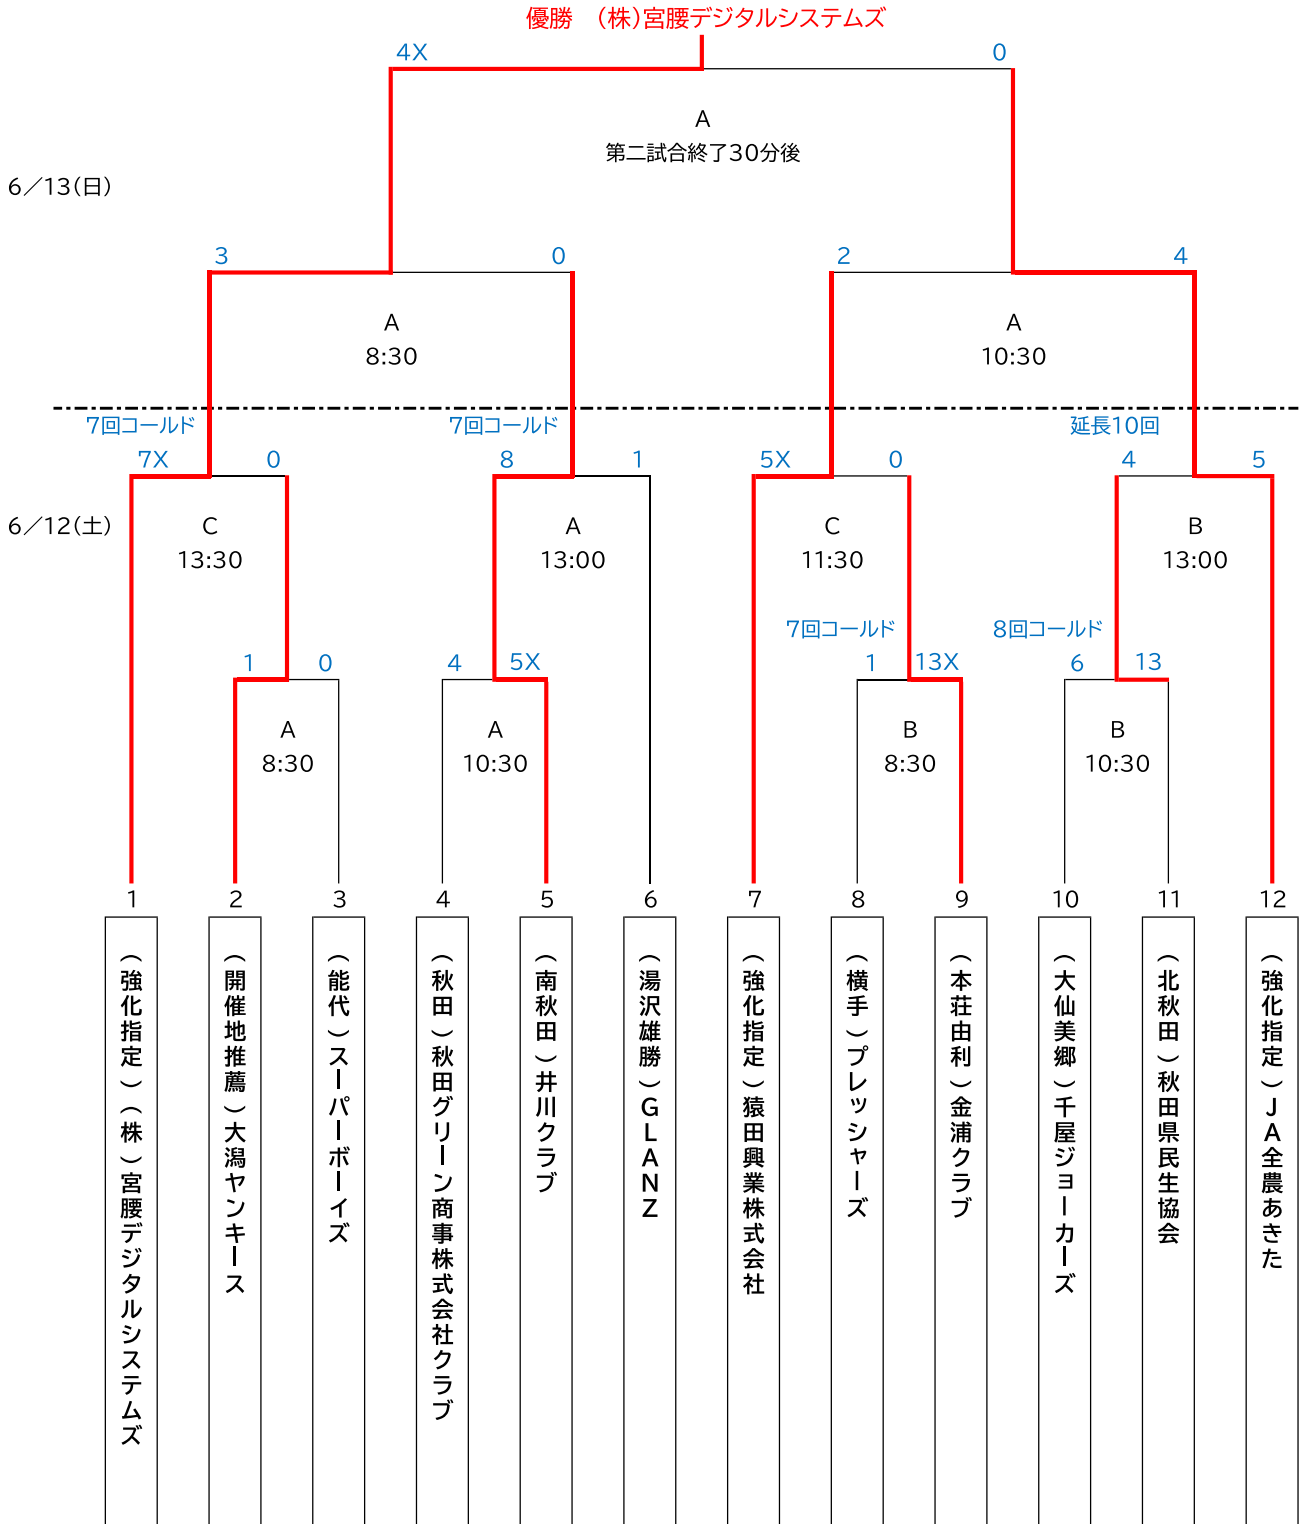 優勝　(株)宮腰デジタルシステムズ
4X
0
A
第二試合終了30分後
6／13(日)
3
0
2
4
A
8:30
A
10:30
7回コールド
7回コールド
延長10回
7X
0
8
1
5X
0
4
5
6／12(土)
C
13:30
A
13:00
C
11:30
B
13:00
7回コールド
8回コールド
1
0
4
5X
1
13X
6
13
A
8:30
A
10:30
B
8:30
B
10:30
1
2
3
4
5
6
7
8
9
10
11
12
(強化指定)(株)宮腰デジタルシステムズ
(開催地推薦)大潟ヤンキース
(能代)スーパーボーイズ
(秋田)秋田グリーン商事株式会社クラブ
(南秋田)井川クラブ
(湯沢雄勝)GLANZ
(強化指定)猿田興業株式会社
(横手)プレッシャーズ
(本荘由利)金浦クラブ
(大仙美郷)千屋ジョーカーズ
(北秋田)秋田県民生協会
(強化指定)JA全農あきた